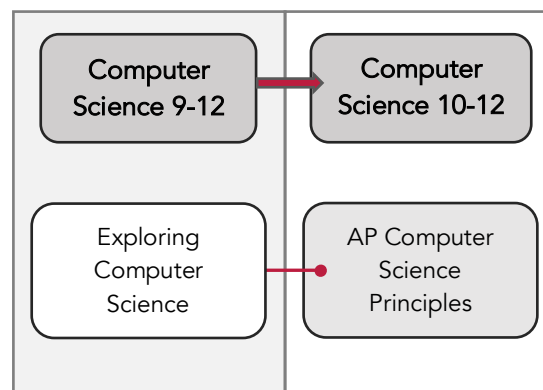 Computer
Science 9-12
Computer
Science 10-12
Exploring
Computer
Science
AP Computer
Science
Principles